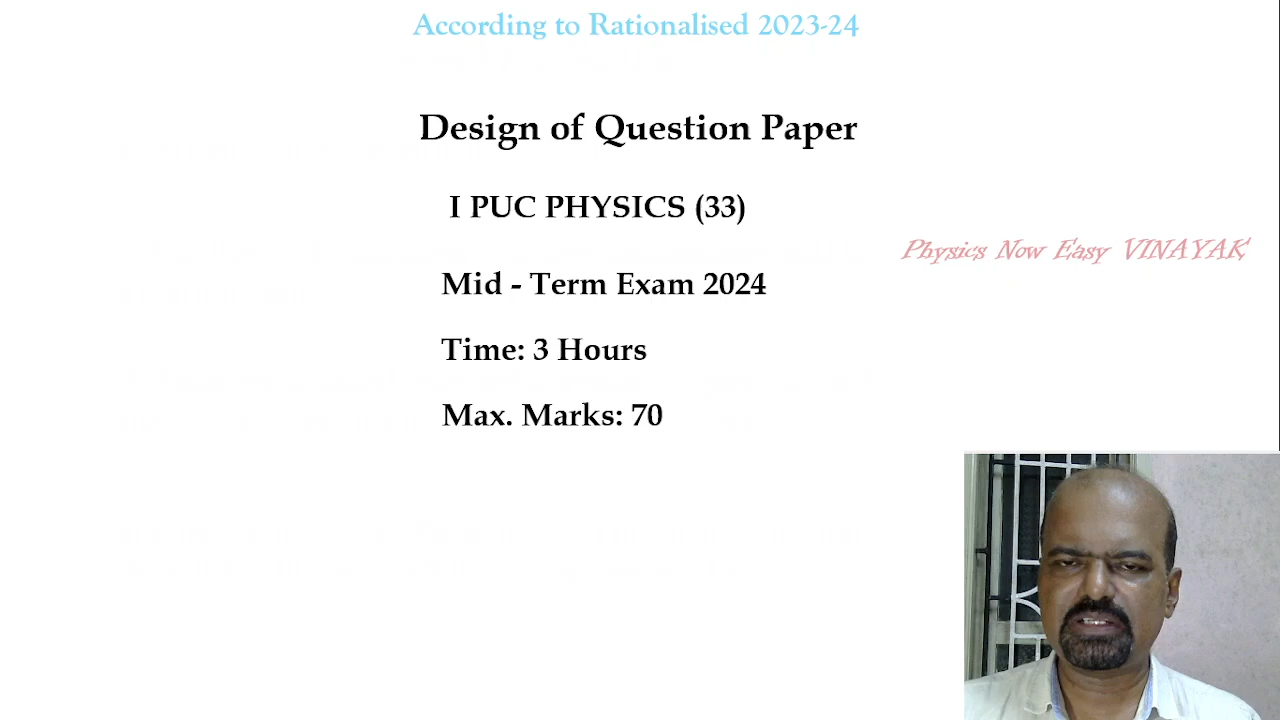 According to Rationalised 2023-24
Design of Question Paper
I PUC PHYSICS (33)
Physics Now Easy VINAYAK
Mid - Term Exam 2024
Time: 3 Hours
Max. Marks: 70